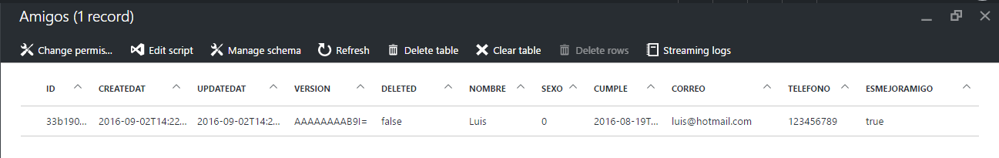 Amigos (1 record)
Change permis... Edit script Manage schema Refresh Delete table Clear table Delete rows Streaming logs
ID CREATEDAT UPDATEDAT VERSION DELETED NOMBRE SEXO CUMPLE CORREO TELEFONO ESMEJORAMIGO
33b190... 2016-09-02T14:22... 2016-09-02T14:2... AAAAAAAAB9I= false Luis 0 2016-08-19T... luis@hotmail.com 123456789 true